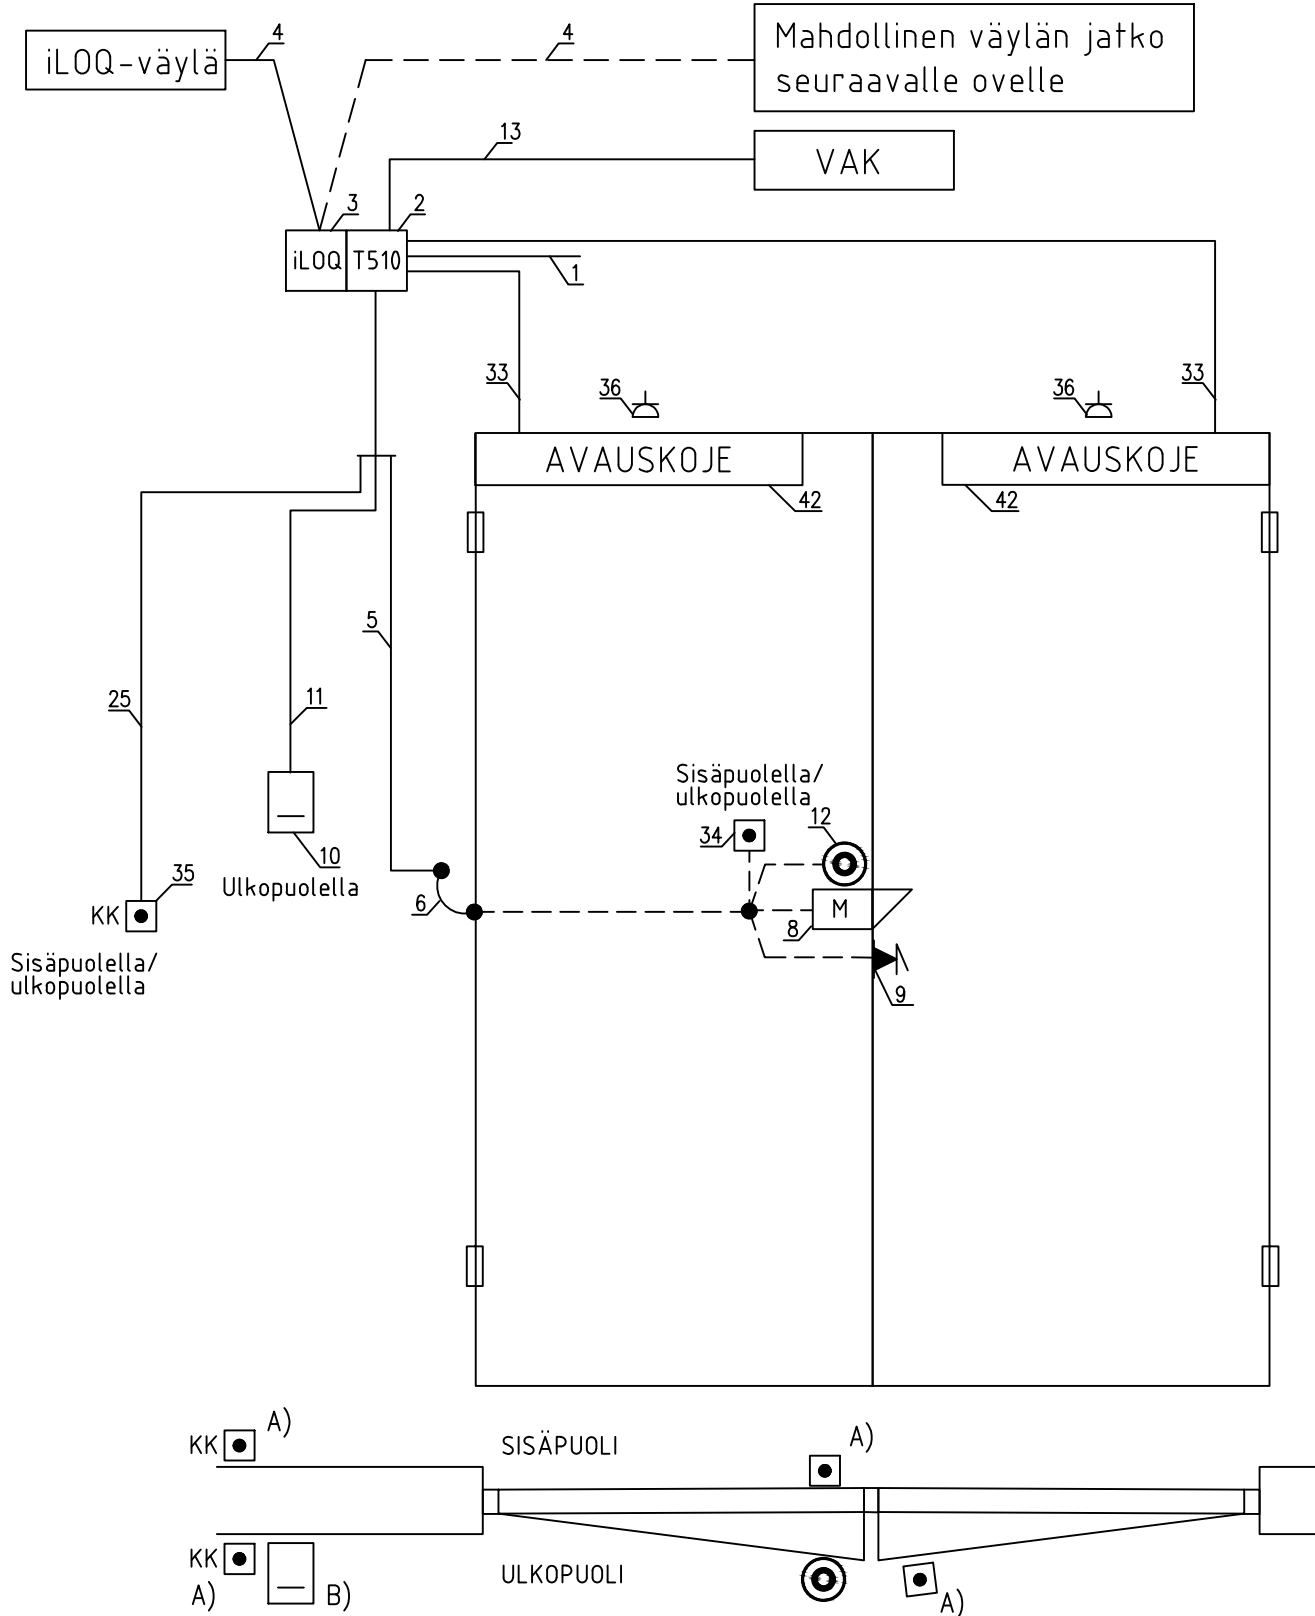 4
4
iLOQ-väylä
Mahdollinen väylän jatko
seuraavalle ovelle
13
VAK
3
2
iLOQ
T510
1
33
36
36
33
AVAUSKOJE
AVAUSKOJE
42
42
5
25
11
Sisäpuolella/
ulkopuolella
12
34
10
35
Ulkopuolella
KK
6
M
8
Sisäpuolella/
ulkopuolella
9
A)
KK
SISÄPUOLI
A)
KK
ULKOPUOLI
A)
B)
A)